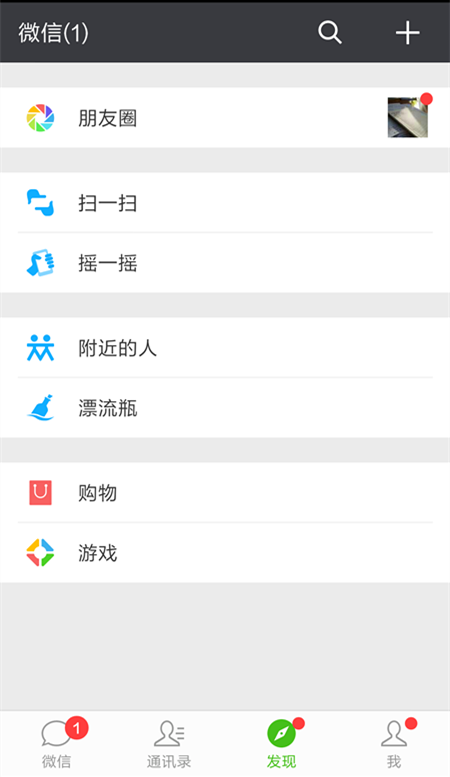 微信(1)
朋友圈
扫一扫
摇一摇
附近的人
漂流瓶
购物
游戏
1
微信
通讯录
发现
我